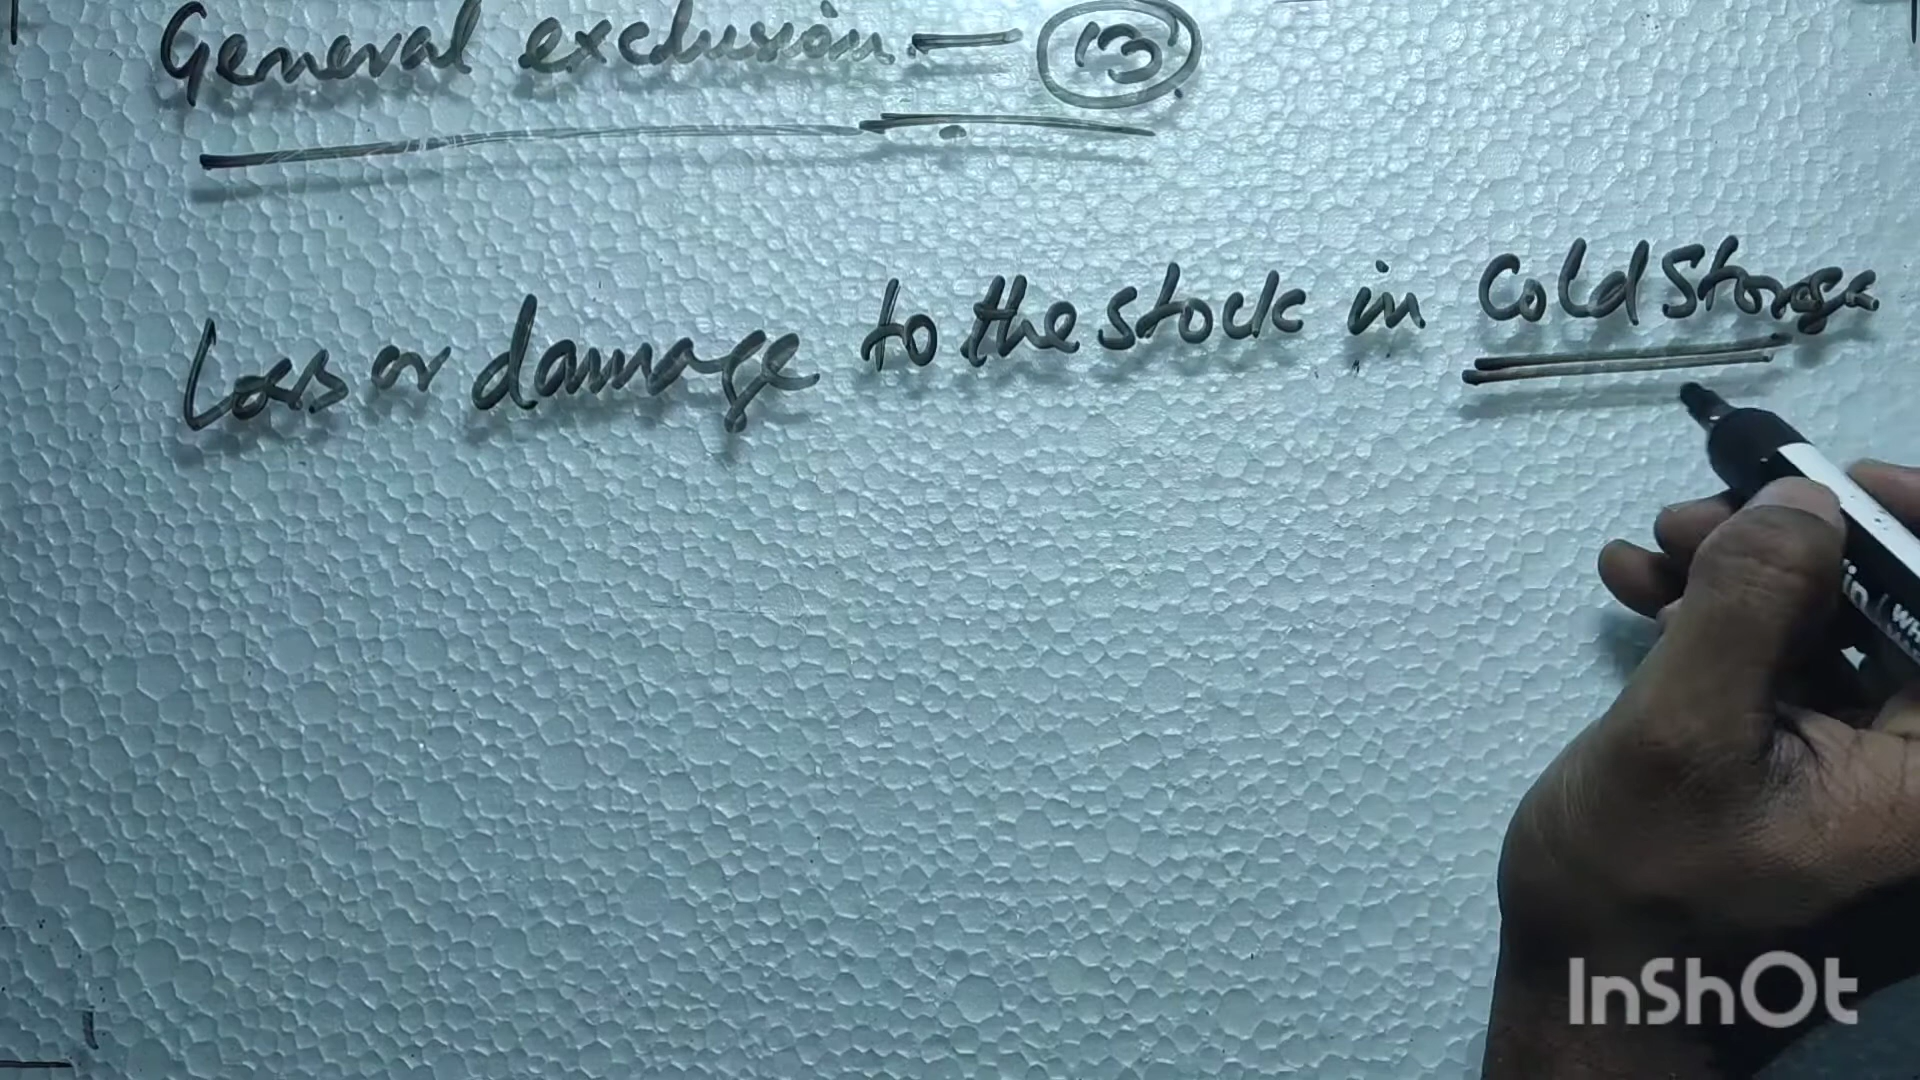 General exclusion - 13
Loss or damage to the stock in Cold Storage
InShOt